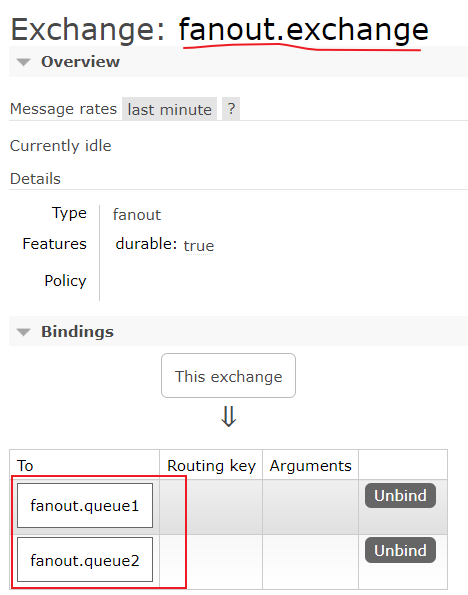 Exchange: fanout.exchange
Overview
Message rates last minute ?
Currently idle
Details
Type fanout
Features durable: true
Policy
Bindings
This exchange
⇓
To Routing key Arguments
fanout.queue1 Unbind
fanout.queue2 Unbind